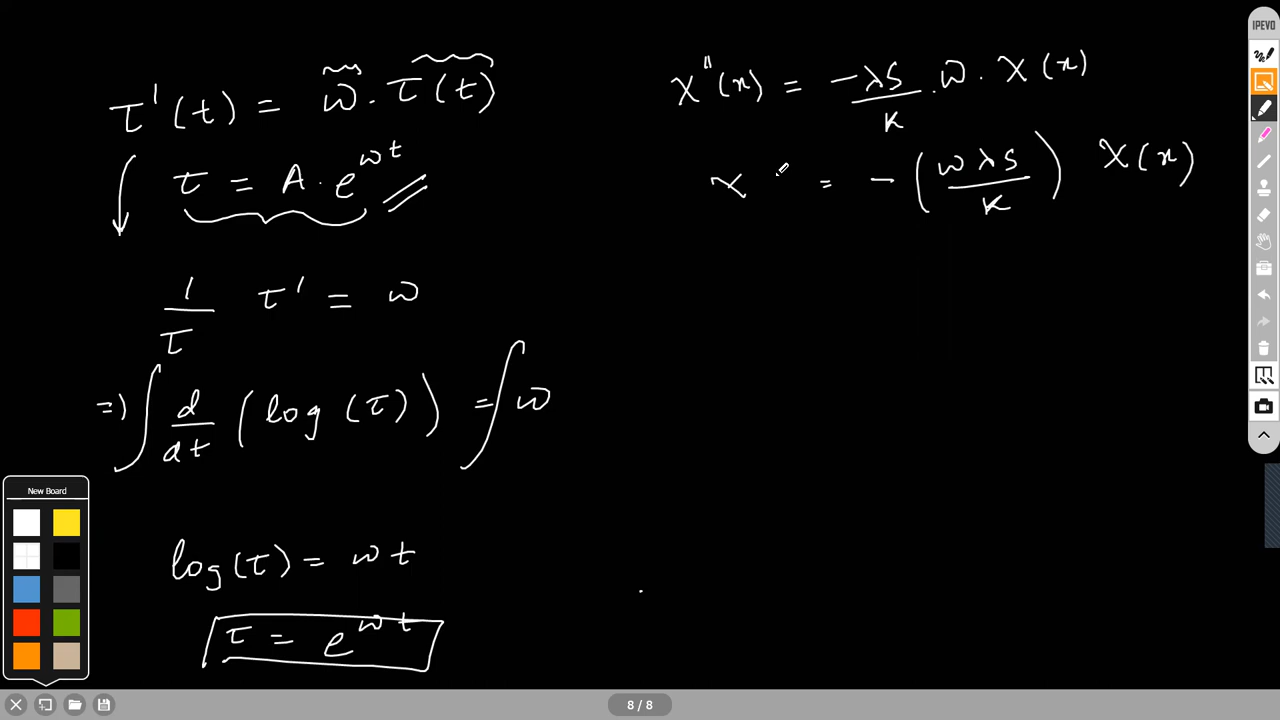 τ'(t) = ω · τ(t)
τ = A · e^{ωt}
1/τ τ' = ω
=) ∫ d/dt (log (τ)) = ∫ ω
log(τ) = ωt
τ = e^{ωt}
X''(x) = -λS/K · ω · X(x)
X = -(ωλS/K) X(x)
IPEVO
New Board
8 / 8